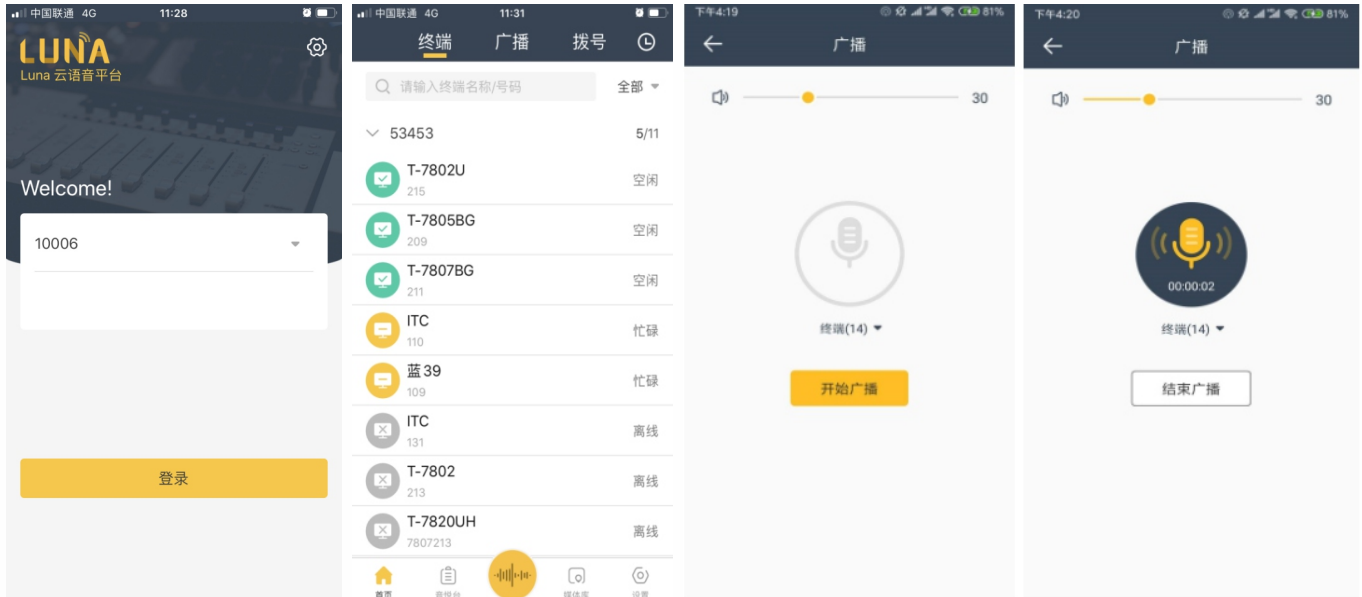 中国联通 4G 11:28
LUNA
Luna 云语音平台
Welcome!
10006
登录
中国联通 4G 11:31
终端 广播 拨号
请输入终端名称/号码 全部
53453 5/11
T-7802U
215 空闲
T-7805BG
209 空闲
T-7807BG
211 空闲
ITC
110 忙碌
蓝39
109 忙碌
ITC
131 离线
T-7802
213 离线
T-7820UH
7807213 离线
首页 媒体库 设置
下午4:19 81%
广播
30
终端(14)
开始广播
下午4:20 81%
广播
30
00:00:02
终端(14)
结束广播